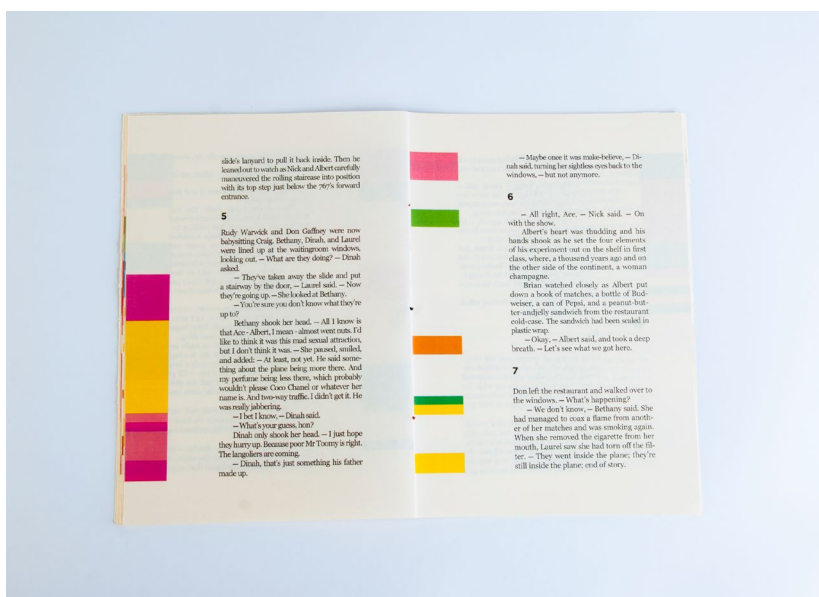 slide's lanyard to pull it back inside. Then he
leaned out to watch as Nick and Albert carefully
maneuvered the rolling staircase into position
with its top step just below the 767's forward
entrance.
5
Rudy Warwick and Don Gaffney were now
babysitting Craig. Bethany, Dinah, and Laurel
were lined up at the waitingroom windows,
looking out. — What are they doing? — Dinah
asked.
— They've taken away the slide and put
a stairway by the door, — Laurel said. — Now
they're going up. — She looked at Bethany.
— You're sure you don't know what they're
up to?
Bethany shook her head. — All I know is
that Ace - Albert, I mean - almost went nuts. I'd
like to think it was this mad sexual attraction,
but I don't think it was. — She paused, smiled,
and added: — At least, not yet. He said some-
thing about the plane being more there. And
my perfume being less there, which probably
wouldn't please Coco Chanel or whatever her
name is. And two-way traffic. I didn't get it. He
was really jabbering.
— I bet I know, — Dinah said.
— What's your guess, hon?
Dinah only shook her head. — I just hope
they hurry up. Because poor Mr Toomy is right.
The langoliers are coming.
— Dinah, that's just something his father
made up.
— Maybe once it was make-believe, — Di-
nah said, turning her sightless eyes back to the
windows, — but not anymore.
6
— All right, Ace, — Nick said. — On
with the show.
Albert's heart was thudding and his
hands shook as he set the four elements
of his experiment out on the shelf in first
class, where, a thousand years ago and on
the other side of the continent, a woman
champagne.
Brian watched closely as Albert put
down a book of matches, a bottle of Bud-
weiser, a can of Pepsi, and a peanut-but-
ter-andjelly sandwich from the restaurant
cold-case. The sandwich had been sealed in
plastic wrap.
— Okay, — Albert said, and took a deep
breath. — Let's see what we got here.
7
Don left the restaurant and walked over to
the windows. — What's happening?
— We don't know, — Bethany said. She
had managed to coax a flame from anoth-
er of her matches and was smoking again.
When she removed the cigarette from her
mouth, Laurel saw she had torn off the fil-
ter. — They went inside the plane; they're
still inside the plane; end of story.